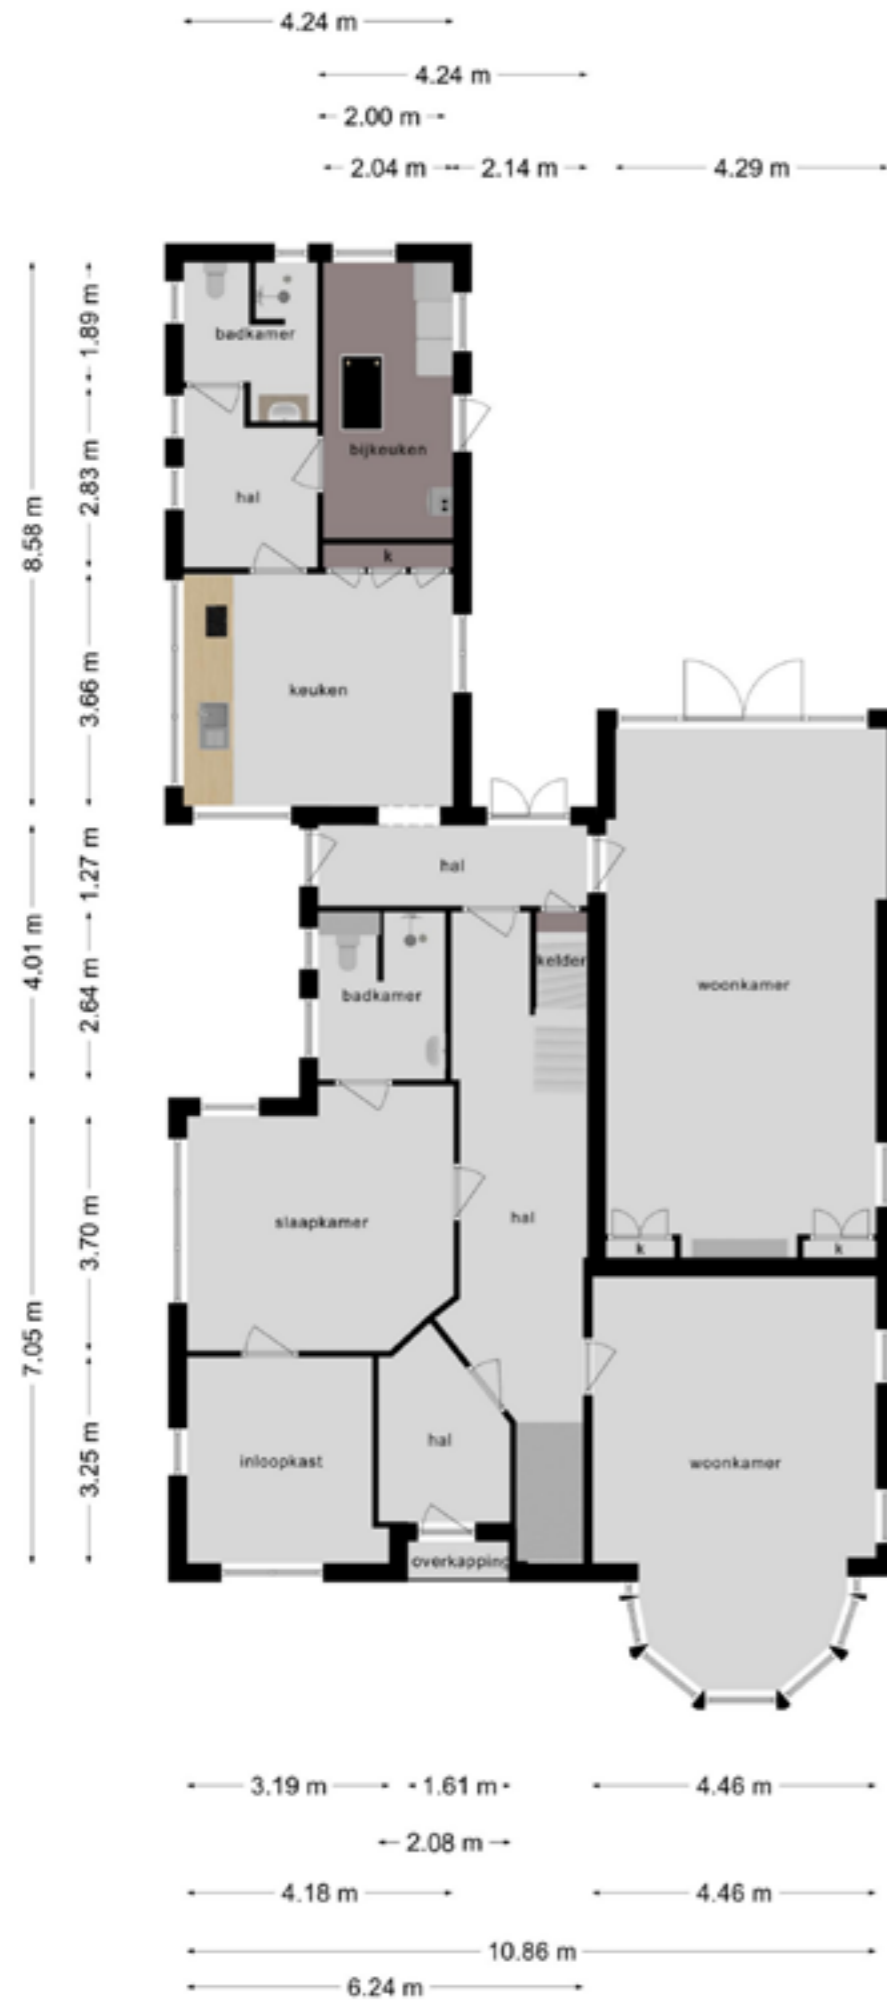 4.24 m
4.24 m
2.00 m
2.04 m 2.14 m 4.29 m
1.89 m
badkamer
bijkeuken
2.83 m
hal
8.58 m
k
3.66 m
keuken
1.27 m
hal
4.01 m
kelder
woonkamer
2.64 m
badkamer
3.70 m
slaapkamer
hal
k
k
7.05 m
3.25 m
inloopkast
hal
woonkamer
overkapping
3.19 m 1.61 m 4.46 m
2.08 m
4.18 m 4.46 m
10.86 m
6.24 m